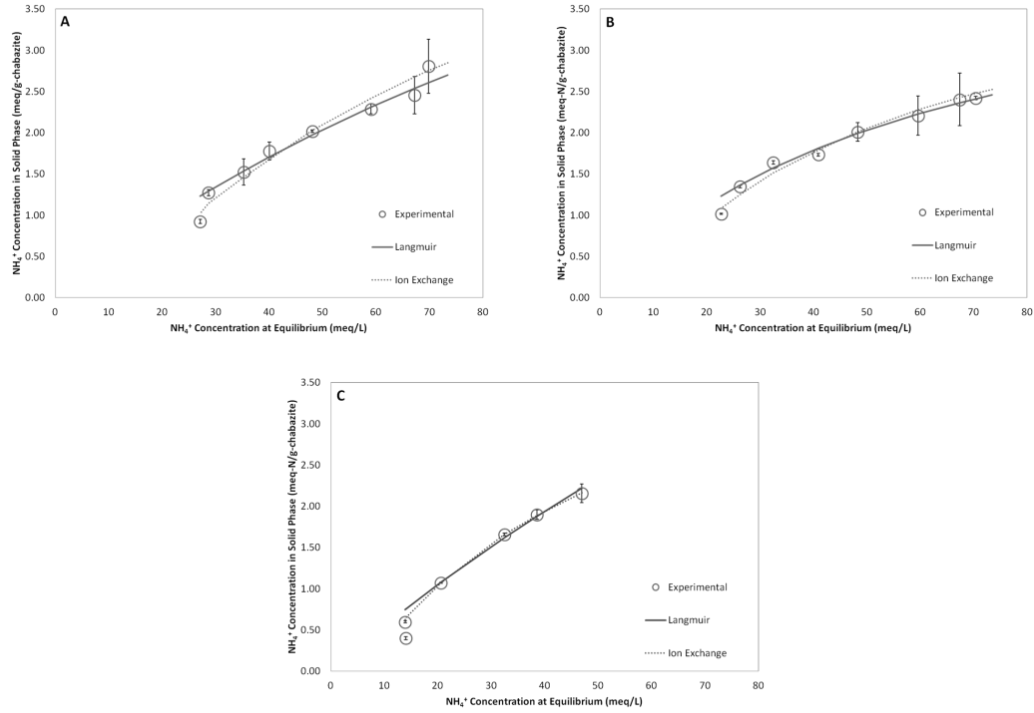 A
NH₄⁺ Concentration in Solid Phase (meq/g-chabazite)
3.50
3.00
2.50
2.00
1.50
1.00
0.50
0.00
Experimental
Langmuir
Ion Exchange
0 10 20 30 40 50 60 70 80
NH₄⁺ Concentration at Equilibrium (meq/L)
B
NH₄⁺ Concentration in Solid Phase (meq-N/g-chabazite)
3.50
3.00
2.50
2.00
1.50
1.00
0.50
0.00
Experimental
Langmuir
Ion Exchange
0 10 20 30 40 50 60 70 80
NH₄⁺ Concentration at Equilibrium (meq/L)
C
NH₄⁺ Concentration in Solid Phase (meq-N/g-chabazite)
3.50
3.00
2.50
2.00
1.50
1.00
0.50
0.00
Experimental
Langmuir
Ion Exchange
0 10 20 30 40 50 60 70 80
NH₄⁺ Concentration at Equilibrium (meq/L)